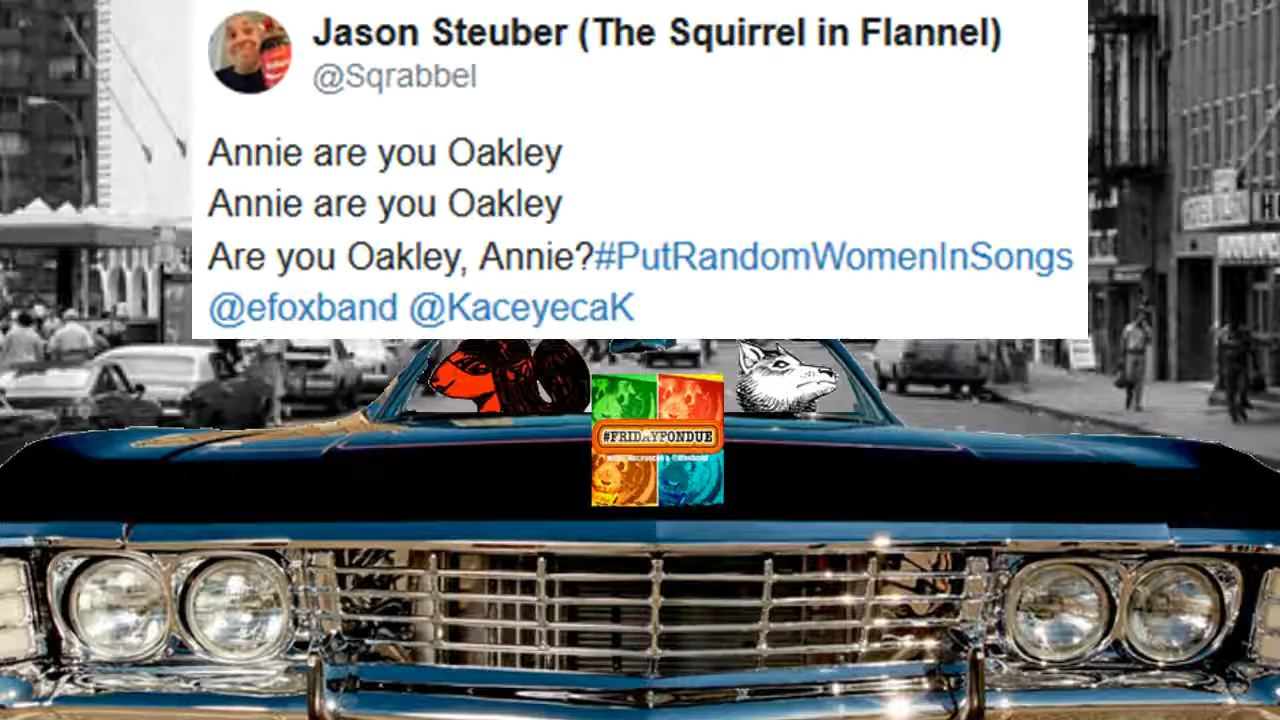 Jason Steuber (The Squirrel in Flannel)
@Sqrabbel
Annie are you Oakley
Annie are you Oakley
Are you Oakley, Annie?#PutRandomWomenInSongs
@efoxband @KaceyecaK
#FRIDAYFONDUE